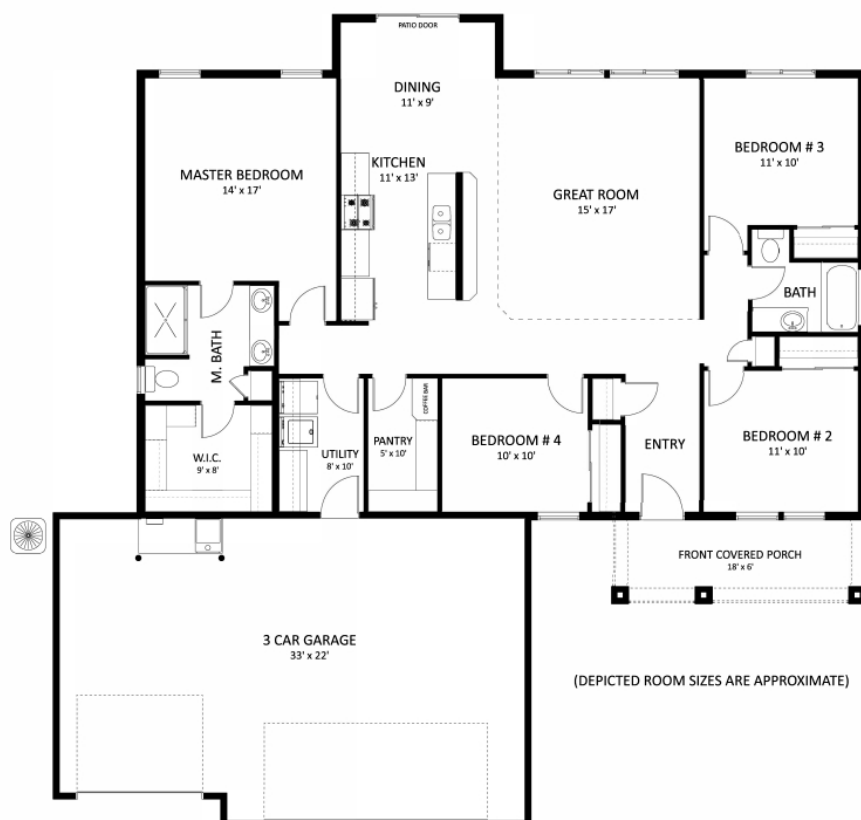 PATIO DOOR
DINING
11' x 9'
KITCHEN
11' x 13'
MASTER BEDROOM
14' x 17'
GREAT ROOM
15' x 17'
BEDROOM # 3
11' x 10'
BATH
M. BATH
W.I.C.
9' x 8'
UTILITY
8' x 10'
PANTRY
5' x 10'
COFFEE BAR
BEDROOM # 4
10' x 10'
ENTRY
BEDROOM # 2
11' x 10'
FRONT COVERED PORCH
18' x 6'
3 CAR GARAGE
33' x 22'
(DEPICTED ROOM SIZES ARE APPROXIMATE)